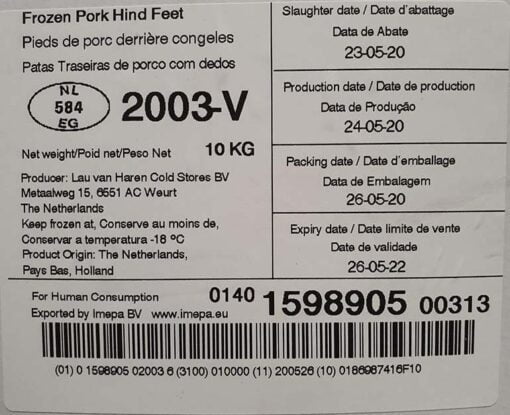 Frozen Pork Hind Feet
Pieds de porc derrière congeles
Patas Traseiras de porco com dedos
NL
584
EG
2003-V
Net weight/Poid net/Peso Net 10 KG
Producer: Lau van Haren Cold Stores BV
Metaalweg 15, 6551 AC Weurt
The Netherlands
Keep frozen at, Conserve au moins de,
Conservar a temperatura -18 ºC
Product Origin: The Netherlands,
Pays Bas, Holland
Slaughter date / Date d'abattage
Data de Abate
23-05-20
Production date / Date de production
Data de Produção
24-05-20
Packing date / Date d'emballage
Data de Embalagem
26-05-20
Expiry date / Date limite de vente
Date de validade
26-05-22
For Human Consumption
Exported by Imepa BV www.imepa.eu
0140 1598905 00313
(01) 0 1598905 02003 6 (3100) 010000 (11) 200526 (10) 0186987416F10